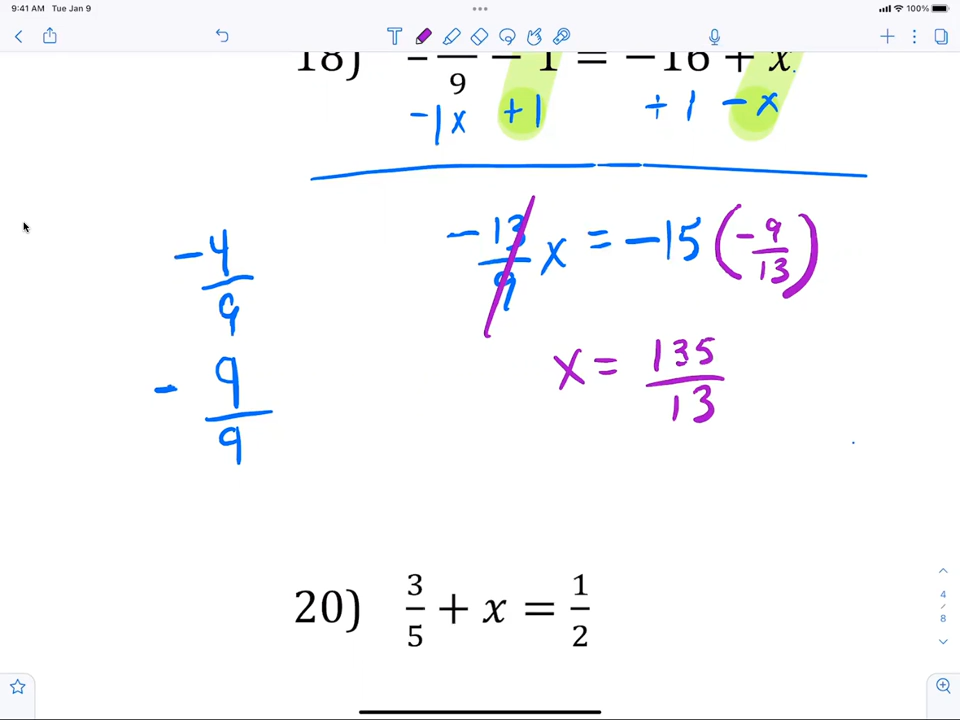 9:41 AM Tue Jan 9
100%
18) - — - 1 = -16 + x
9
-1x +1 + 1 - x
-13/9 x = -15 (-9/13)
-4/9
x = 135/13
- 9/9
20) 3/5 + x = 1/2
4/8